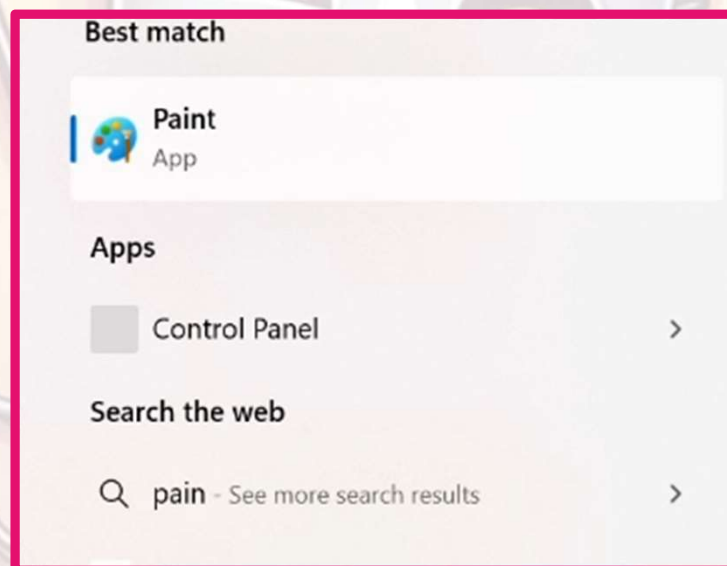 Best match
Paint
App
Apps
Control Panel
Search the web
pain - See more search results